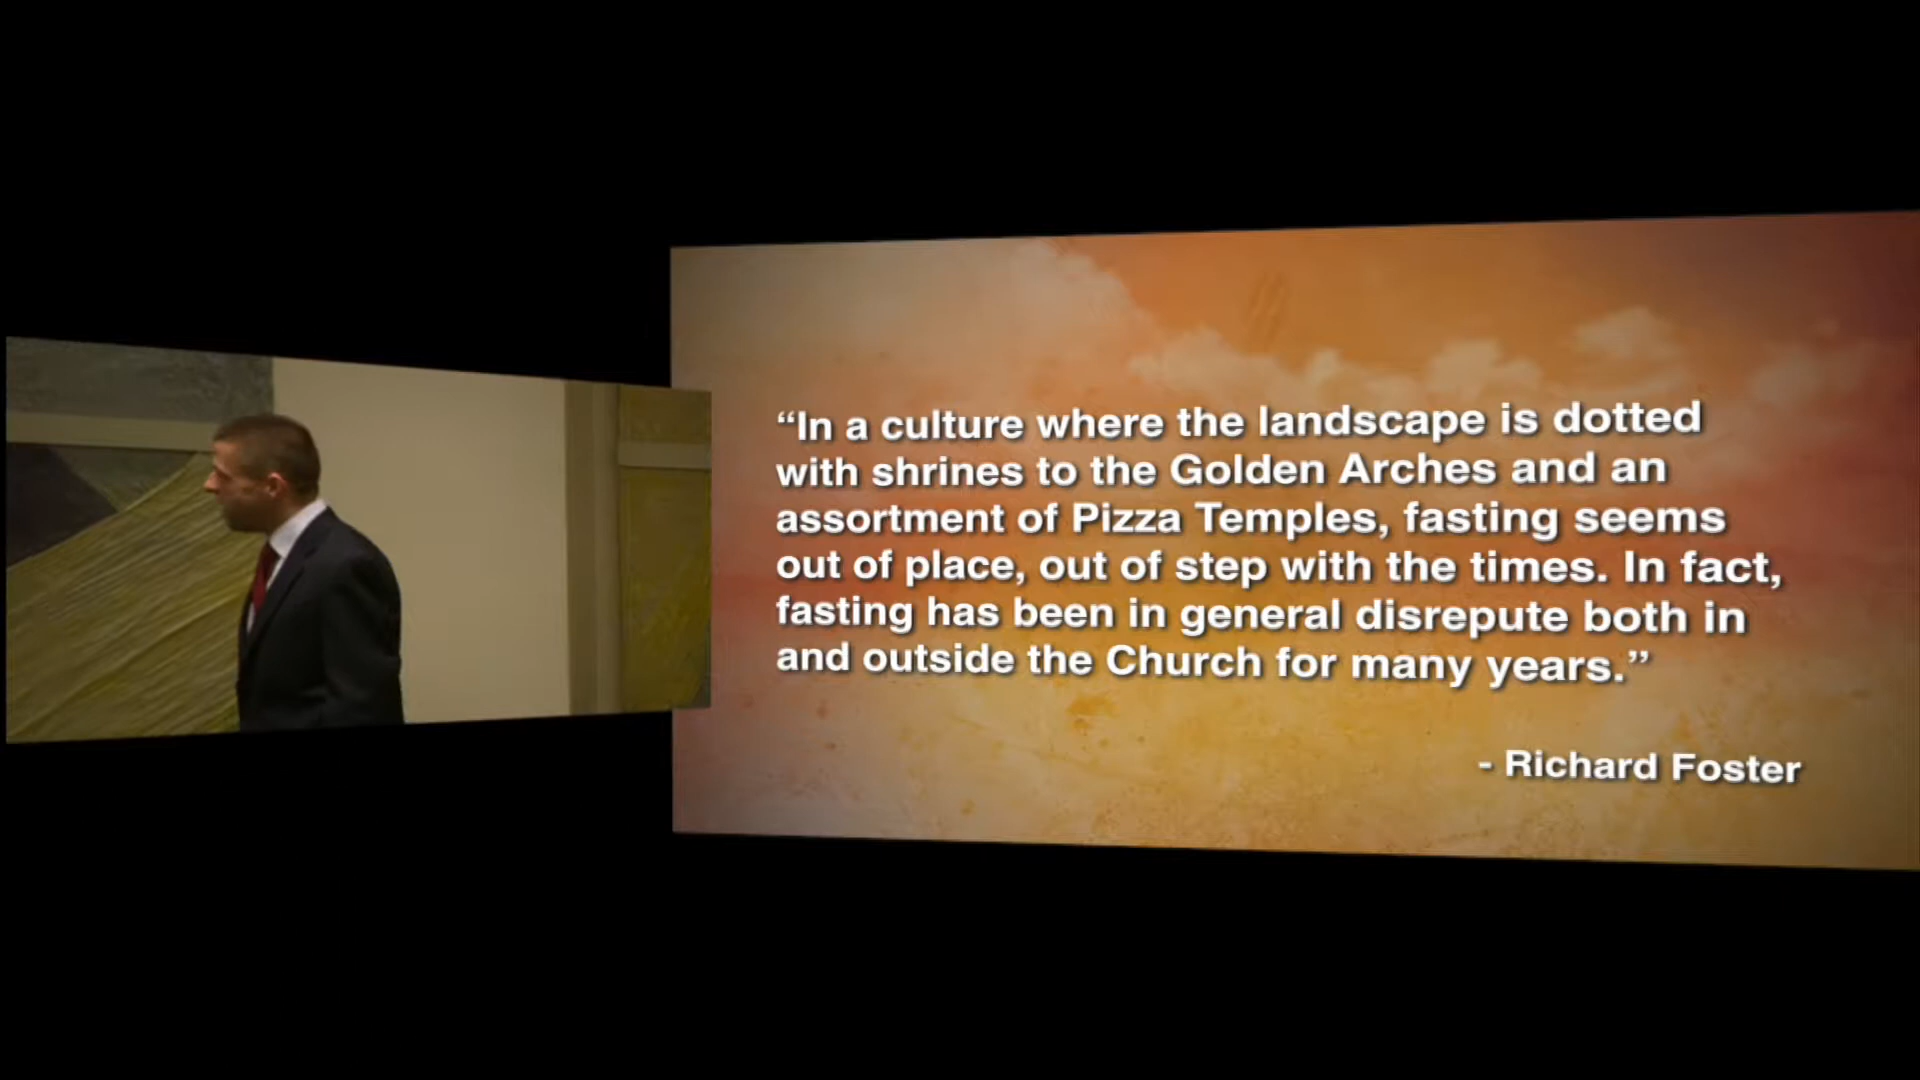 “In a culture where the landscape is dotted
with shrines to the Golden Arches and an
assortment of Pizza Temples, fasting seems
out of place, out of step with the times. In fact,
fasting has been in general disrepute both in
and outside the Church for many years.”
- Richard Foster